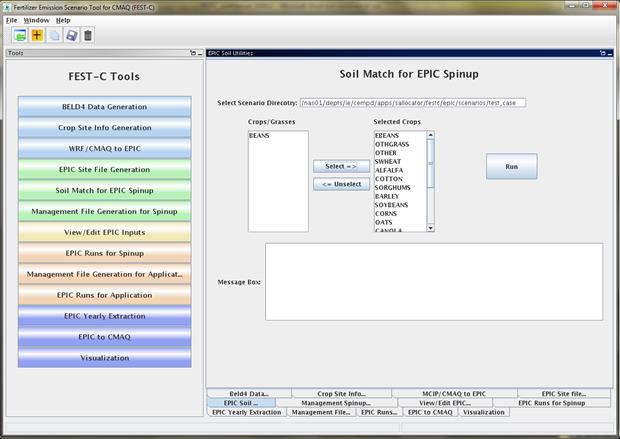 Fertilizer Emission Scenario Tool for CMAQ (FEST-C)
File Window Help
Tools
FEST-C Tools
BELD4 Data Generation
Crop Site Info Generation
WRF/CMAQ to EPIC
EPIC Site File Generation
Soil Match for EPIC Spinup
Management File Generation for Spinup
View/Edit EPIC Inputs
EPIC Runs for Spinup
Management File Generation for Applicat...
EPIC Runs for Application
EPIC Yearly Extraction
EPIC to CMAQ
Visualization
EPIC Soil Utilities
Soil Match for EPIC Spinup
Select Scenario Direcotry: /nas01/depts/ie/cempd/apps/sallocator/festc/epic/scenarios/test_case
Crops/Grasses
BEANS
Select =>
<= Unselect
Selected Crops
EBEANS
OTHGRASS
OTHER
SWHEAT
ALFALFA
COTTON
SORGHUMS
BARLEY
SOYBEANS
CORNS
OATS
CANOLA
Run
Message Box:
Beld4 Data... Crop Site Info... MCIP/CMAQ to EPIC EPIC Site file...
EPIC Soil ... Management Spinup... View/Edit EPIC... EPIC Runs for Spinup
EPIC Yearly Extraction Management File... EPIC Runs... EPIC to CMAQ Visualization